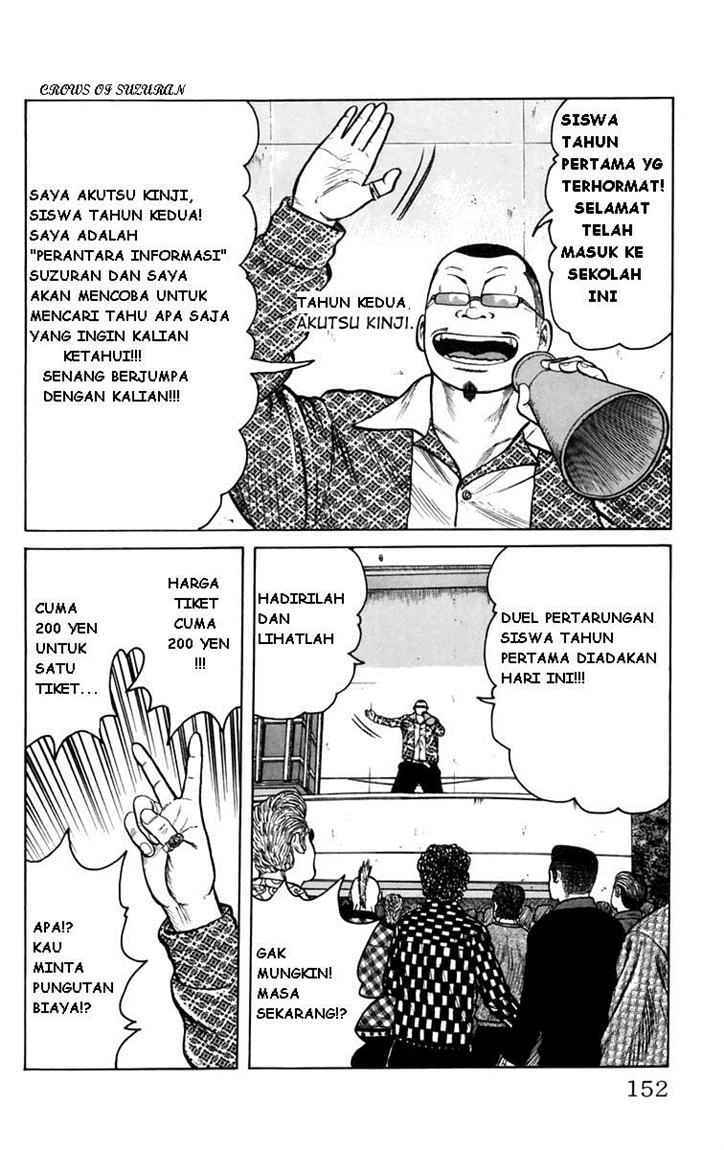 CROWS OF SUZURAN
SISWA
TAHUN
PERTAMA YG
TERHORMAT!
SELAMAT
TELAH
MASUK KE
SEKOLAH
INI
SAYA AKUTSU KINJI,
SISWA TAHUN KEDUA!
SAYA ADALAH
"PERANTARA INFORMASI"
SUZURAN DAN SAYA
AKAN MENCOBA UNTUK
MENCARI TAHU APA SAJA
YANG INGIN KALIAN
KETAHUI!!!
SENANG BERJUMPA
DENGAN KALIAN!!!
TAHUN KEDUA.
AKUTSU KINJI.
HARGA
TIKET
CUMA
200 YEN
!!!
CUMA
200 YEN
UNTUK
SATU
TIKET...
APA!?
KAU
MINTA
PUNGUTAN
BIAYA!?
HADIRILAH
DAN
LIHATLAH
DUEL PERTARUNGAN
SISWA TAHUN
PERTAMA DIADAKAN
HARI INI!!!
GAK
MUNGKIN!
MASA
SEKARANG!?
152